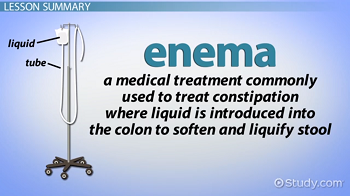 LESSON SUMMARY
liquid
tube
enema
a medical treatment commonly
used to treat constipation
where liquid is introduced into
the colon to soften and liquify stool
Study.com